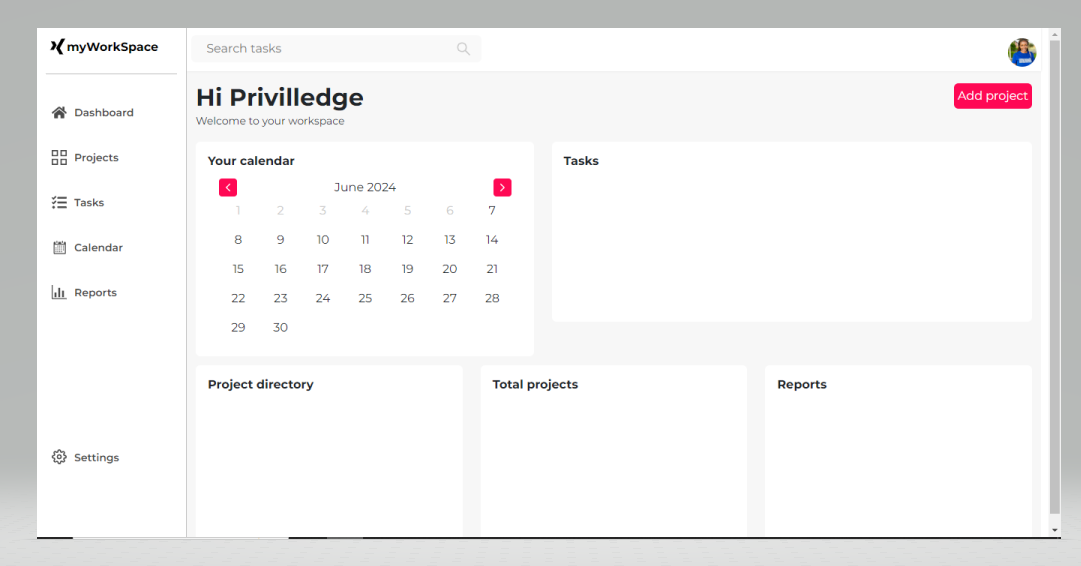 myWorkSpace
Search tasks
Dashboard
Projects
Tasks
Calendar
Reports
Settings
Hi Privilledge
Welcome to your workspace
Add project
Your calendar
June 2024
1 2 3 4 5 6 7
8 9 10 11 12 13 14
15 16 17 18 19 20 21
22 23 24 25 26 27 28
29 30
Tasks
Project directory
Total projects
Reports